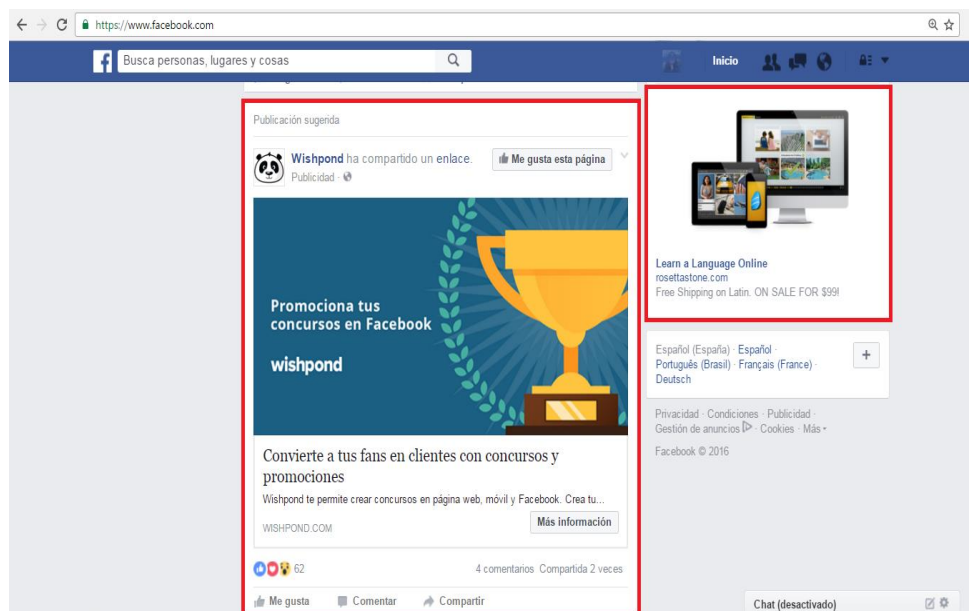 https://www.facebook.com
Busca personas, lugares y cosas
Inicio
Publicación sugerida
Wishpond ha compartido un enlace.
Me gusta esta página
Publicidad ·
Promociona tus
concursos en Facebook
wishpond
Convierte a tus fans en clientes con concursos y
promociones
Wishpond te permite crear concursos en página web, móvil y Facebook. Crea tu...
WISHPOND.COM
Más información
62
4 comentarios Compartida 2 veces
Me gusta Comentar Compartir
Learn a Language Online
rosettastone.com
Free Shipping on Latin. ON SALE FOR $99!
Español (España) · Español ·
Português (Brasil) · Français (France) ·
Deutsch
+
Privacidad · Condiciones · Publicidad ·
Gestión de anuncios · Cookies · Más
Facebook © 2016
Chat (desactivado)